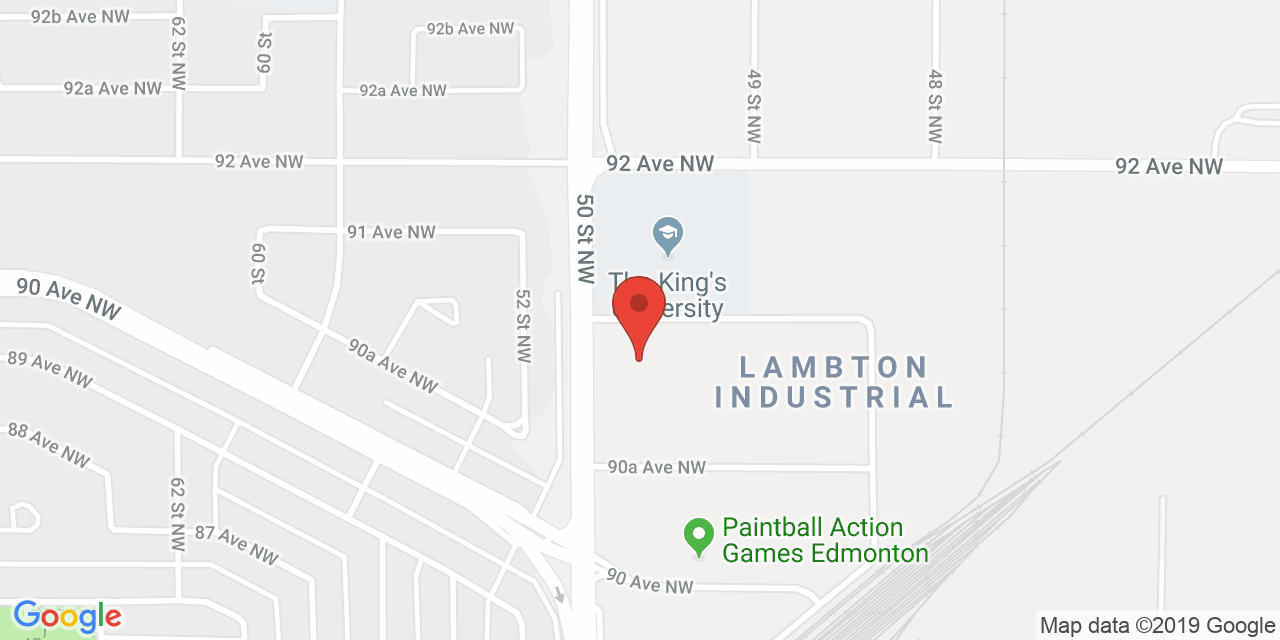 92b Ave NW
62 St NW
60 St
92b Ave NW
92a Ave NW
92a Ave NW
49 St NW
48 St NW
92 Ave NW
92 Ave NW
92 Ave NW
50 St NW
91 Ave NW
60 St
The King's
University
90 Ave NW
52 St NW
90a Ave NW
89 Ave NW
LAMBTON
INDUSTRIAL
88 Ave NW
90a Ave NW
62 St NW
87 Ave NW
Paintball Action
Games Edmonton
90 Ave NW
Google
Map data ©2019 Google